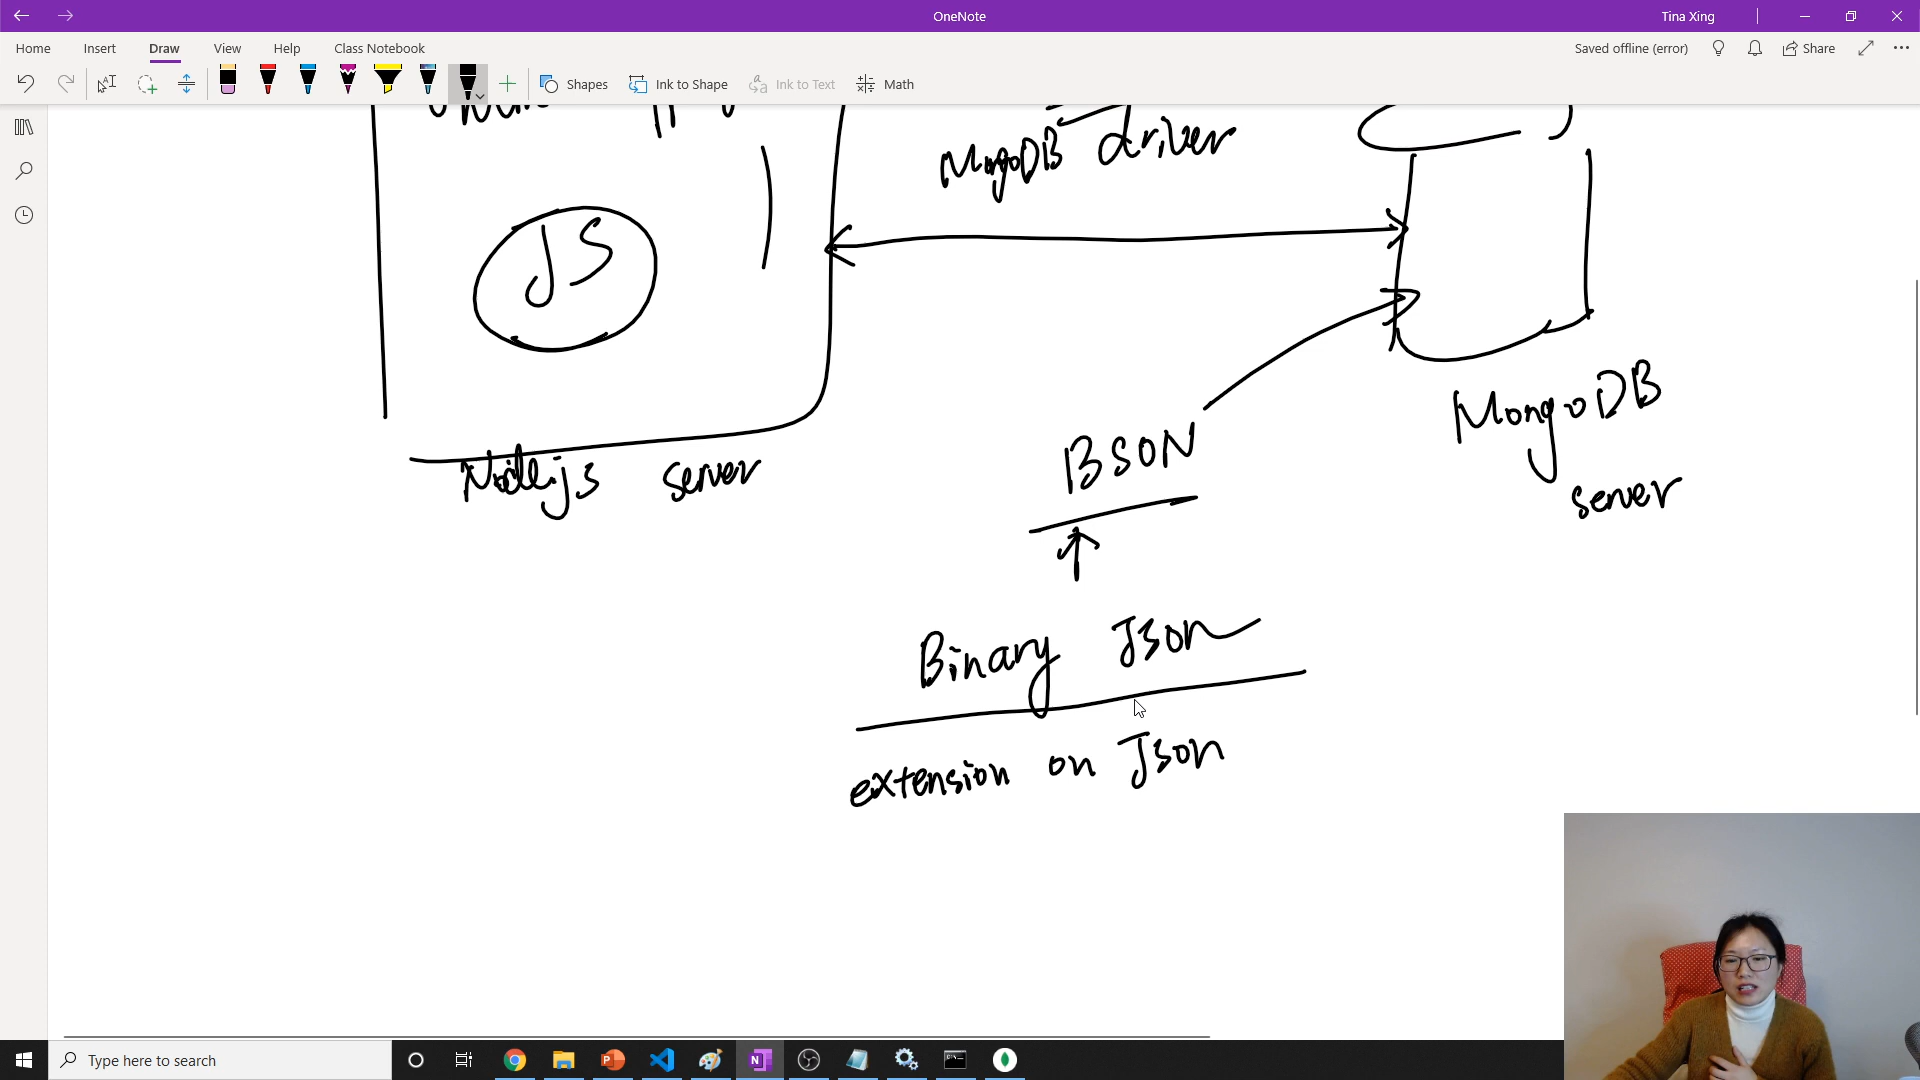 OneNote
Tina Xing
Home Insert Draw View Help Class Notebook
Saved offline (error) Share
Shapes Ink to Shape Ink to Text Math
MongoDB driver
JS
Node.js server
BSON
MongoDB
server
Binary Json
extension on Json
Type here to search